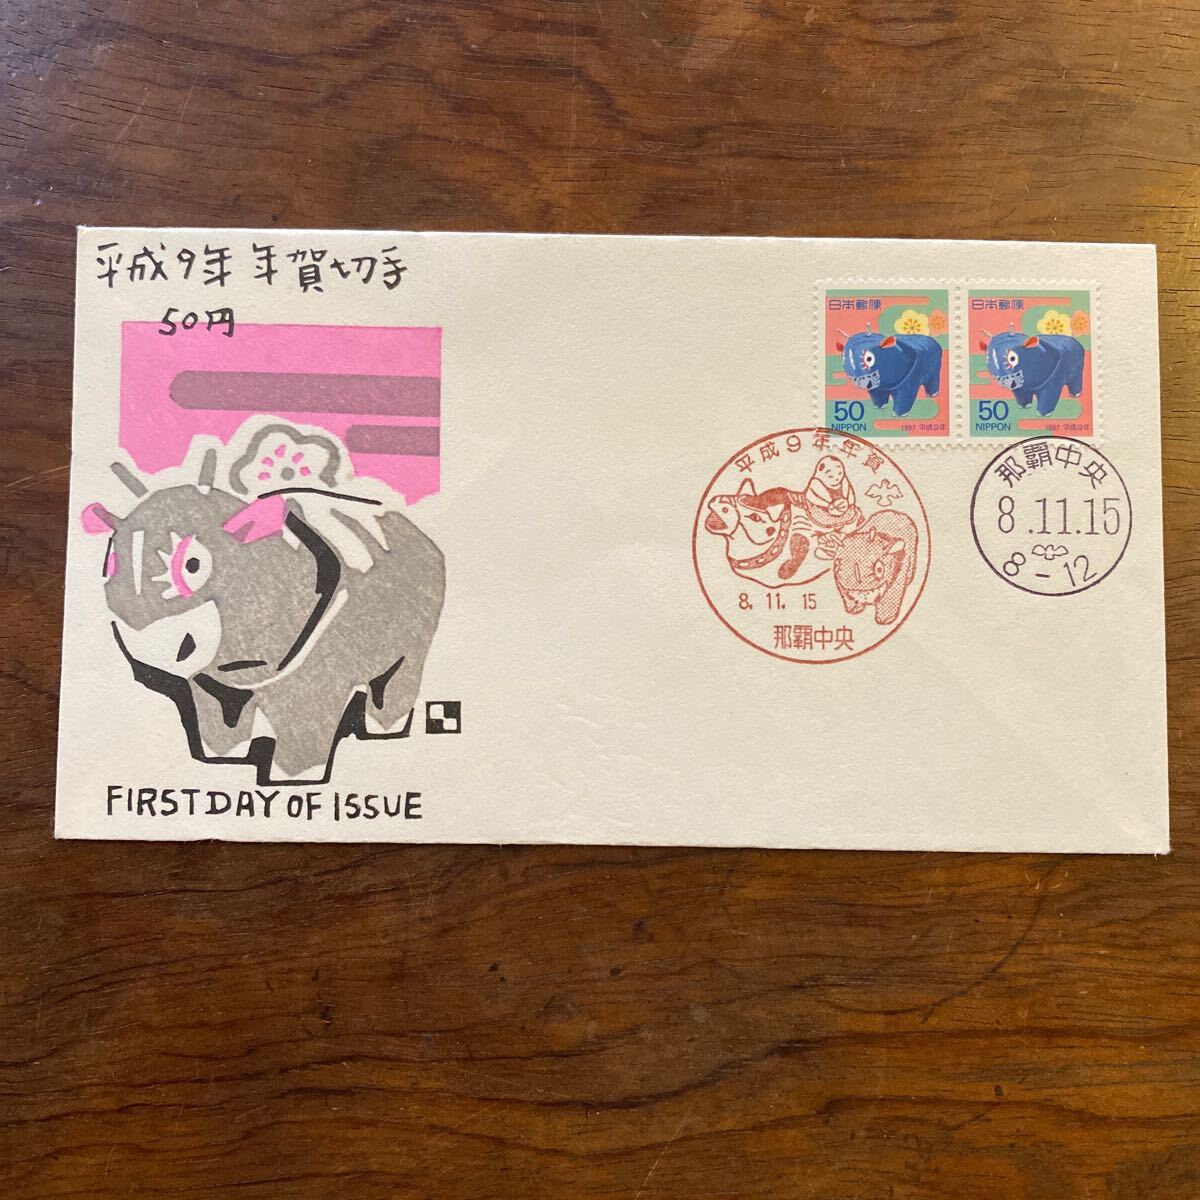 平成9年 年賀切手
50円
日本郵便
50
NIPPON
1997 平成9年
日本郵便
50
NIPPON
1997 平成9年
平成9年年賀
8.11.15
那覇中央
那覇中央
8.11.15
8-12
FIRST DAY OF ISSUE